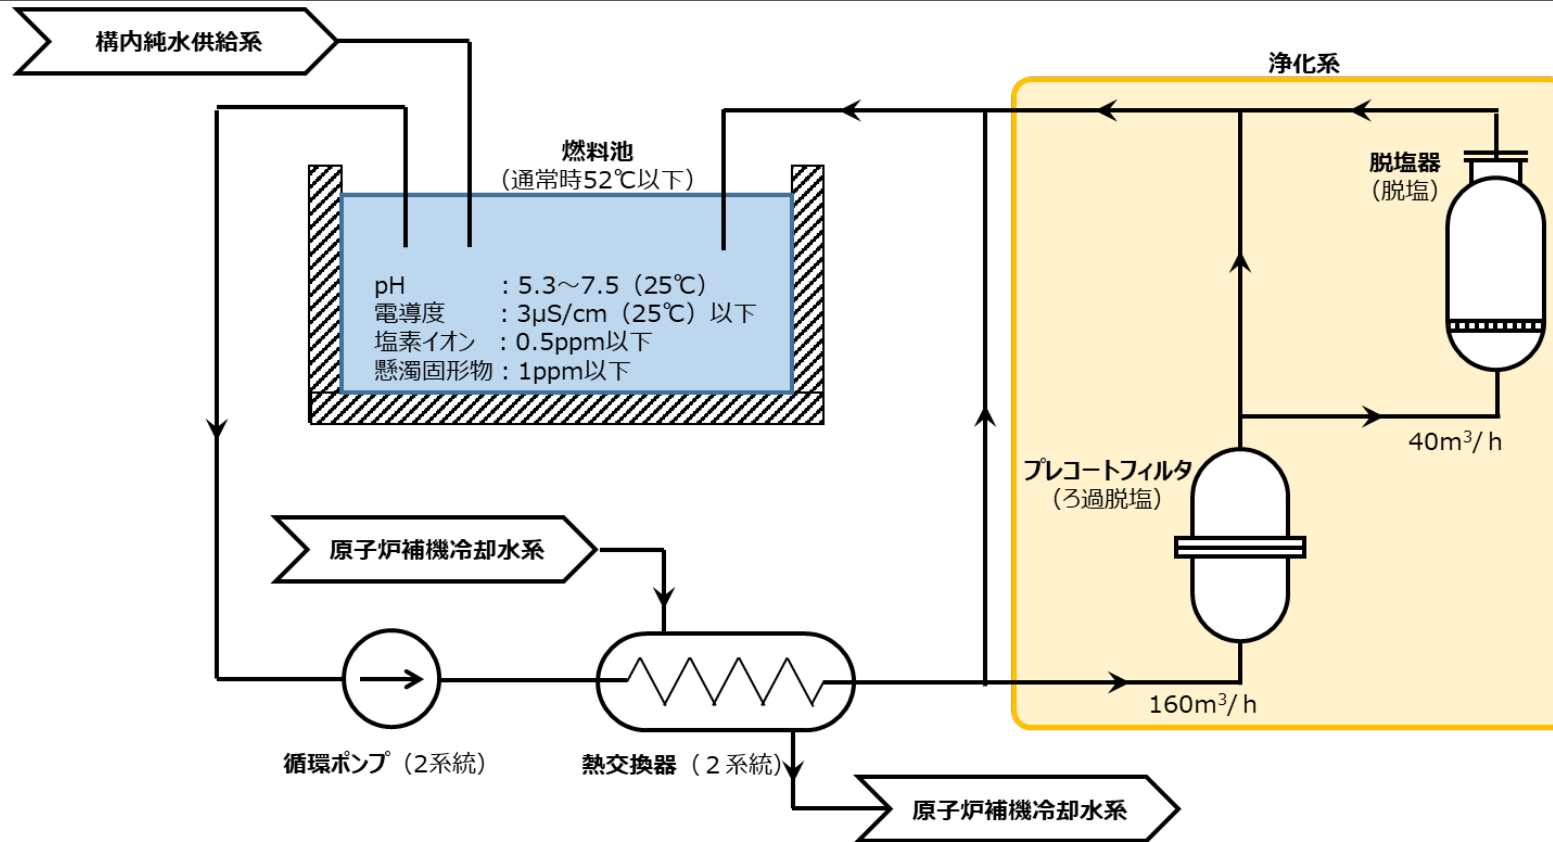 構内純水供給系
浄化系
燃料池
（通常時52℃以下）
脱塩器
（脱塩）
pH : 5.3～7.5（25℃）
電導度 : 3μS/cm（25℃）以下
塩素イオン : 0.5ppm以下
懸濁固形物 : 1ppm以下
40m³/h
プレコートフィルタ
（ろ過脱塩）
原子炉補機冷却水系
160m³/h
循環ポンプ（2系統）
熱交換器（２系統）
原子炉補機冷却水系